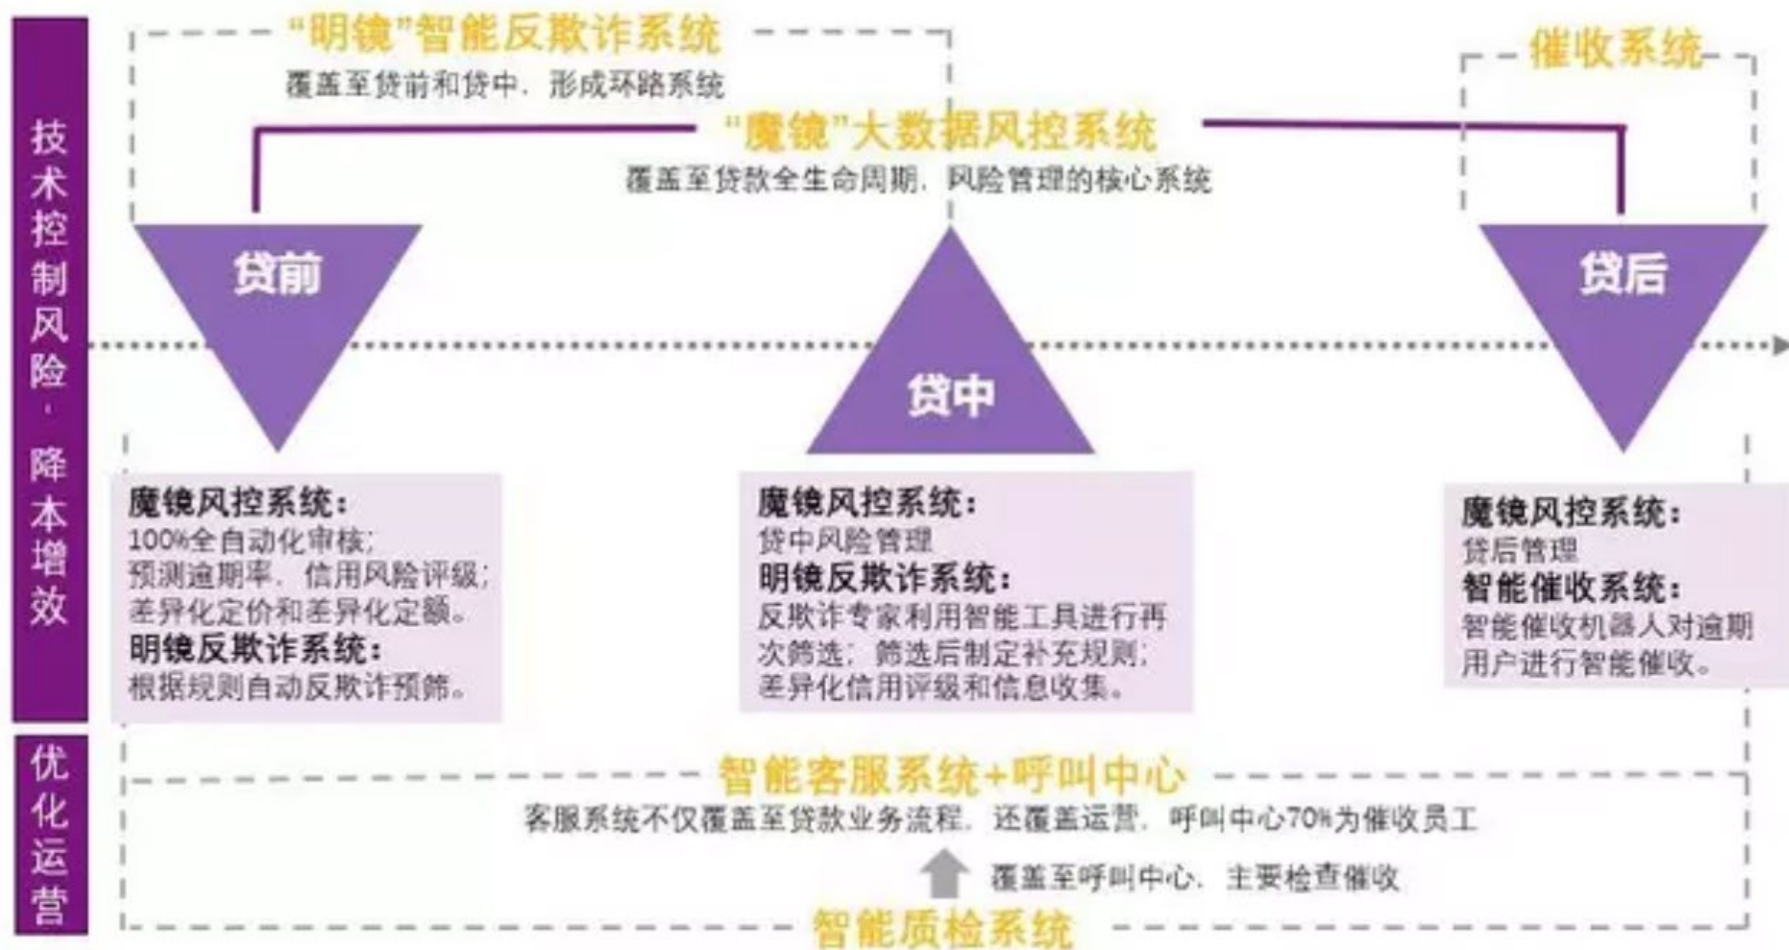 技术控制风险，降本增效
“明镜”智能反欺诈系统
覆盖至贷前和贷中，形成环路系统
催收系统
“魔镜”大数据风控系统
覆盖至贷款全生命周期，风险管理的核心系统
贷前
贷中
贷后
魔镜风控系统：
100%全自动化审核；
预测逾期率，信用风险评级；
差异化定价和差异化定额。
明镜反欺诈系统：
根据规则自动反欺诈预筛。
魔镜风控系统：
贷中风险管理
明镜反欺诈系统：
反欺诈专家利用智能工具进行再
次筛选；筛选后制定补充规则；
差异化信用评级和信息收集。
魔镜风控系统：
贷后管理
智能催收系统：
智能催收机器人对逾期
用户进行智能催收。
优化运营
智能客服系统+呼叫中心
客服系统不仅覆盖至贷款业务流程，还覆盖运营，呼叫中心70%为催收员工
覆盖至呼叫中心，主要检查催收
智能质检系统